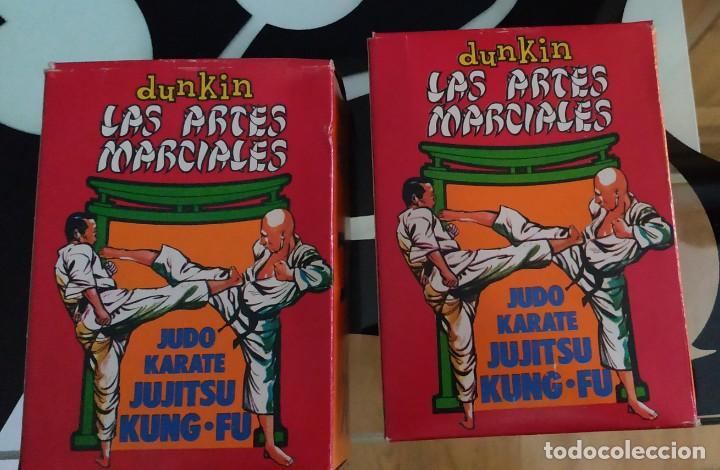 dunkin
LAS ARTES
MARCIALES
JUDO
KARATE
JUJITSU
KUNG·FU
dunkin
LAS ARTES
MARCIALES
JUDO
KARATE
JUJITSU
KUNG·FU
todocoleccion.net